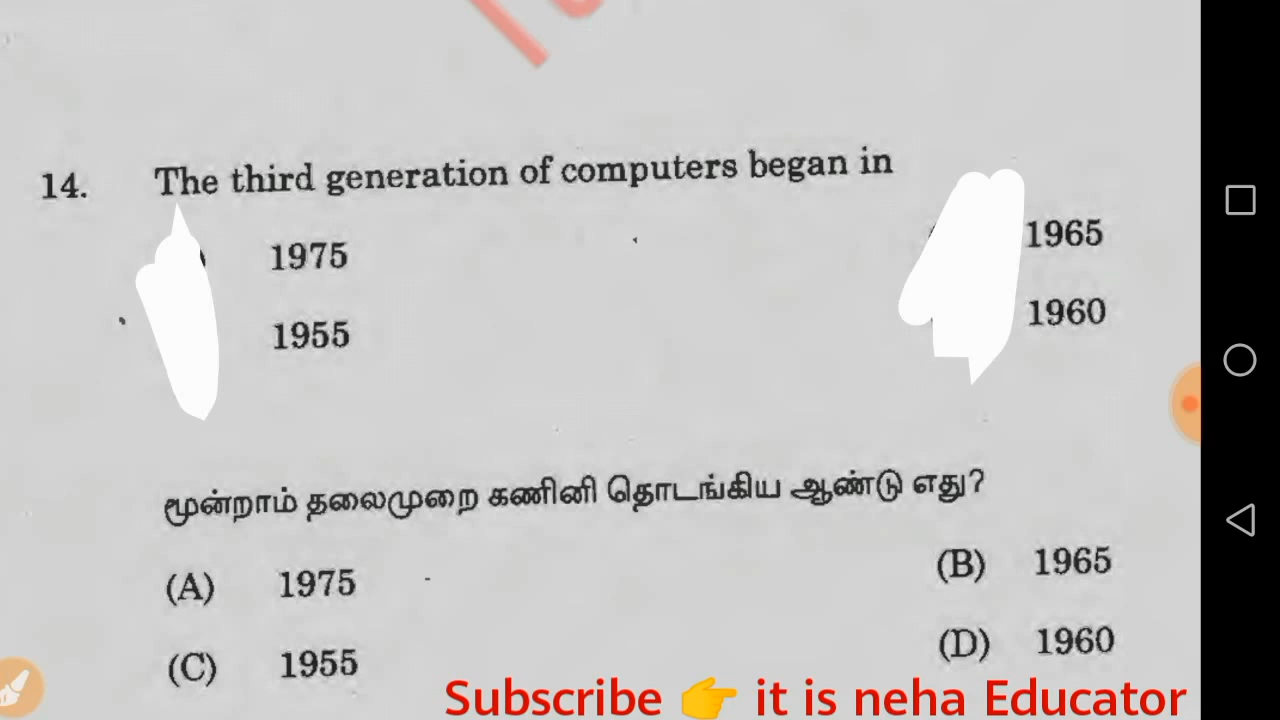 14. The third generation of computers began in
1975 1965
1955 1960
மூன்றாம் தலைமுறை கணினி தொடங்கிய ஆண்டு எது?
(A) 1975 (B) 1965
(C) 1955 (D) 1960
Subscribe 👉 it is neha Educator